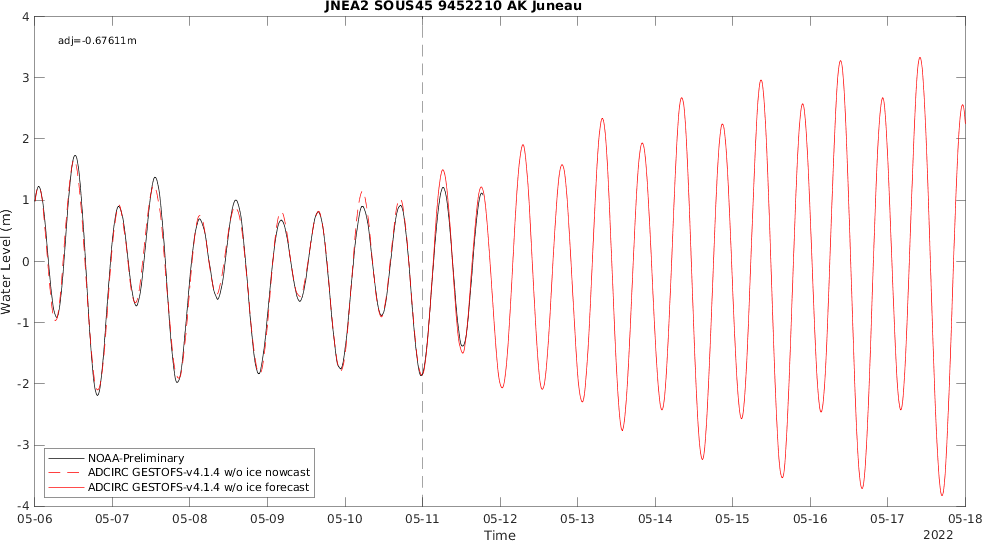 JNEA2 SOUS45 9452210 AK Juneau
adj=-0.67611m
4
3
2
1
0
-1
-2
-3
-4
Water Level (m)
NOAA-Preliminary
ADCIRC GESTOFS-v4.1.4 w/o ice nowcast
ADCIRC GESTOFS-v4.1.4 w/o ice forecast
05-06 05-07 05-08 05-09 05-10 05-11 05-12 05-13 05-14 05-15 05-16 05-17 05-18
Time
2022